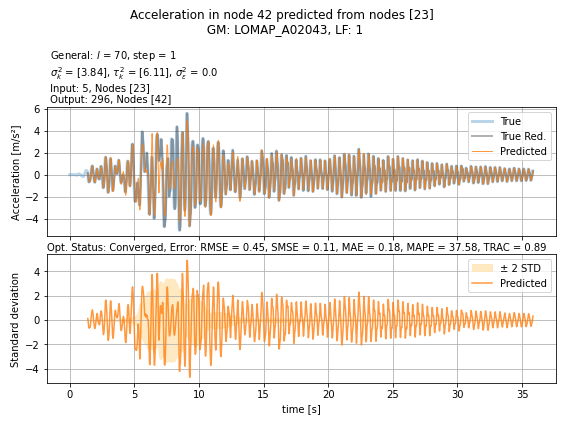 Acceleration in node 42 predicted from nodes [23]
GM: LOMAP_A02043, LF: 1
General: l = 70, step = 1
σ²ₖ = [3.84], τ²ₖ = [6.11], σ²ε = 0.0
Input: 5, Nodes [23]
Output: 296, Nodes [42]
6
4
2
0
−2
−4
Acceleration [m/s²]
True
True Red.
Predicted
Opt. Status: Converged, Error: RMSE = 0.45, SMSE = 0.11, MAE = 0.18, MAPE = 37.58, TRAC = 0.89
4
2
0
−2
−4
Standard deviation
± 2 STD
Predicted
0 5 10 15 20 25 30 35
time [s]